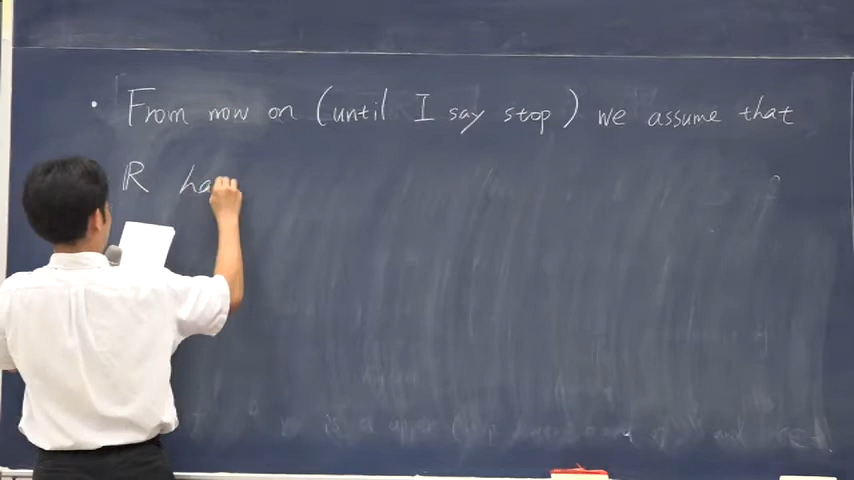 • From now on (until I say stop) we assume that
ℝ ha